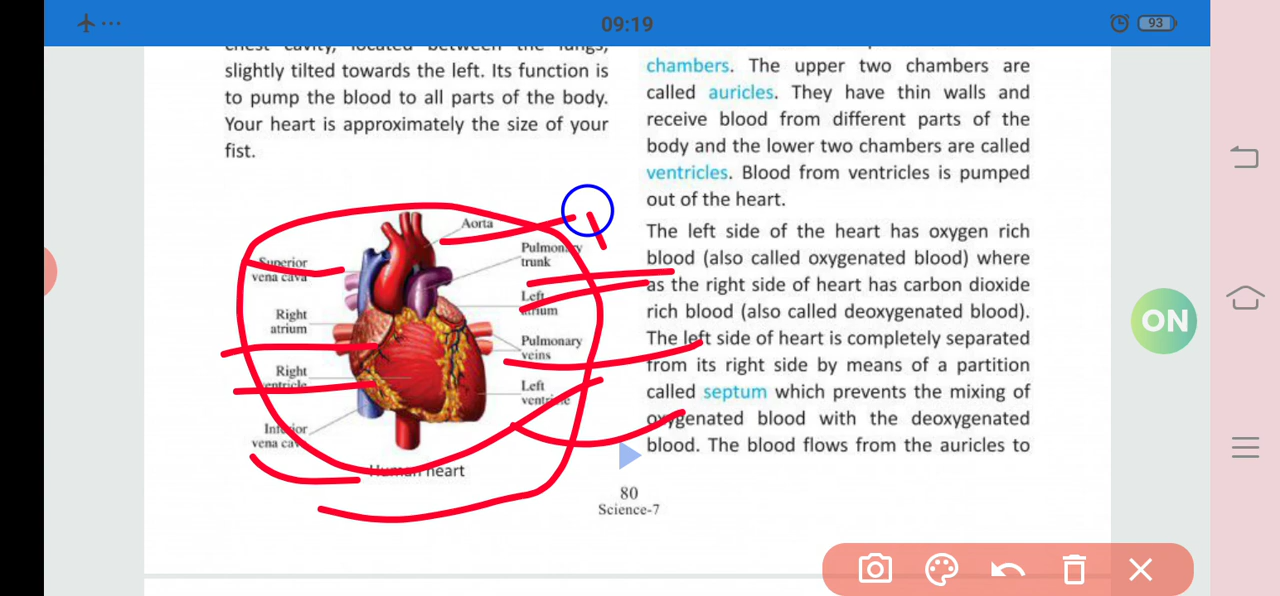 09:19
93
chest cavity, located between the lungs,
slightly tilted towards the left. Its function is
to pump the blood to all parts of the body.
Your heart is approximately the size of your
fist.
Aorta
Pulmonary
trunk
Superior
vena cava
Left
atrium
Right
atrium
Pulmonary
veins
Right
ventricle
Left
ventricle
Inferior
vena cava
Human heart
chambers. The upper two chambers are
called auricles. They have thin walls and
receive blood from different parts of the
body and the lower two chambers are called
ventricles. Blood from ventricles is pumped
out of the heart.
The left side of the heart has oxygen rich
blood (also called oxygenated blood) where
as the right side of heart has carbon dioxide
rich blood (also called deoxygenated blood).
The left side of heart is completely separated
from its right side by means of a partition
called septum which prevents the mixing of
oxygenated blood with the deoxygenated
blood. The blood flows from the auricles to
80
Science-7
ON